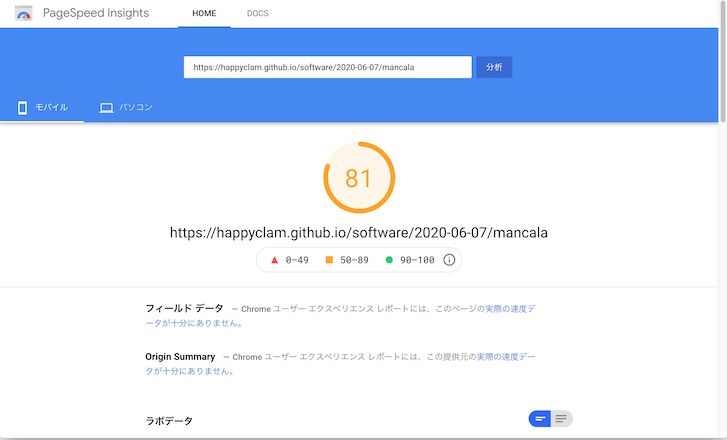 PageSpeed Insights HOME DOCS
https://happyclam.github.io/software/2020-06-07/mancala 分析
モバイル パソコン
81
https://happyclam.github.io/software/2020-06-07/mancala
0–49 50–89 90–100
フィールド データ — Chrome ユーザー エクスペリエンス レポートには、このページの実際の速度デ
ータが十分にありません。
Origin Summary — Chrome ユーザー エクスペリエンス レポートには、この提供元の実際の速度デー
タが十分にありません。
ラボデータ